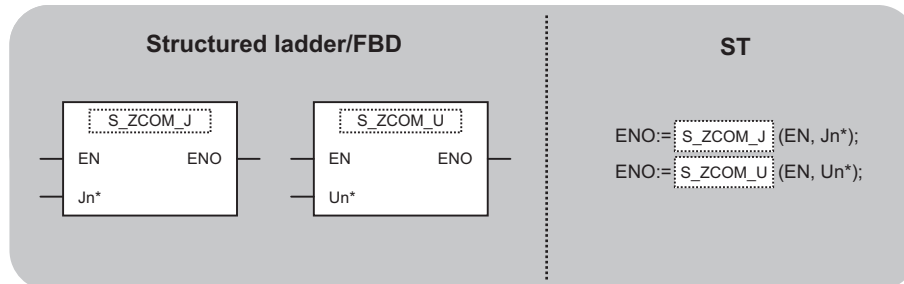 Structured ladder/FBD
S_ZCOM_J
EN ENO
Jn*
S_ZCOM_U
EN ENO
Un*
ST
ENO:= S_ZCOM_J (EN, Jn*);
ENO:= S_ZCOM_U (EN, Un*);